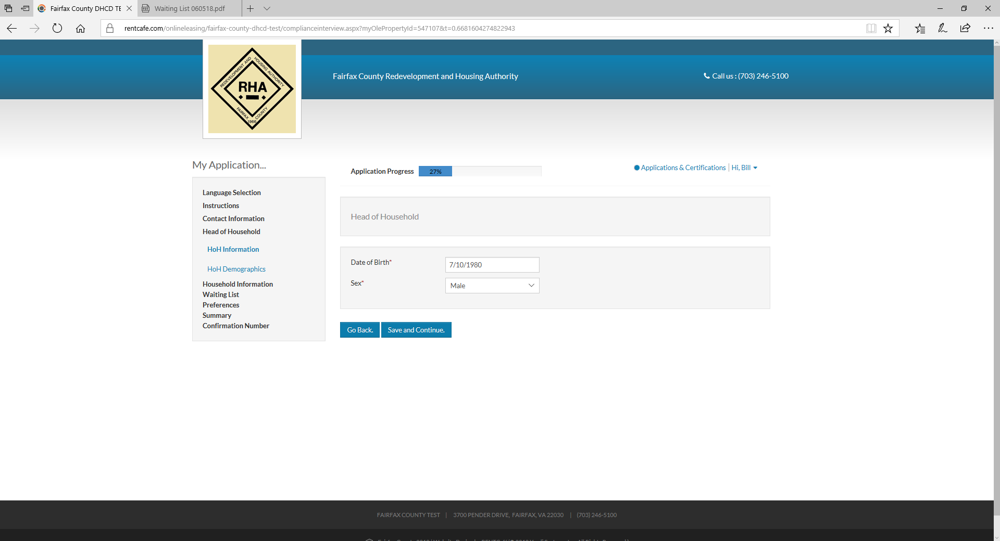 Fairfax County DHCD TE
Waiting List 060518.pdf
rentcafe.com/onlineleasing/fairfax-county-dhcd-test/complianceinterview.aspx?myOlePropertyId=547107&t=0.6681604274822943
REDEVELOPMENT AND HOUSING AUTHORITY
RHA
FAIRFAX COUNTY
1966
Fairfax County Redevelopment and Housing Authority
Call us : (703) 246-5100
My Application...
Language Selection
Instructions
Contact Information
Head of Household
HoH Information
HoH Demographics
Household Information
Waiting List
Preferences
Summary
Confirmation Number
Application Progress 27%
Applications & Certifications
Hi, Bill
Head of Household
Date of Birth* 7/10/1980
Sex* Male
Go Back. Save and Continue.
FAIRFAX COUNTY TEST | 3700 PENDER DRIVE, FAIRFAX, VA 22030 | (703) 246-5100